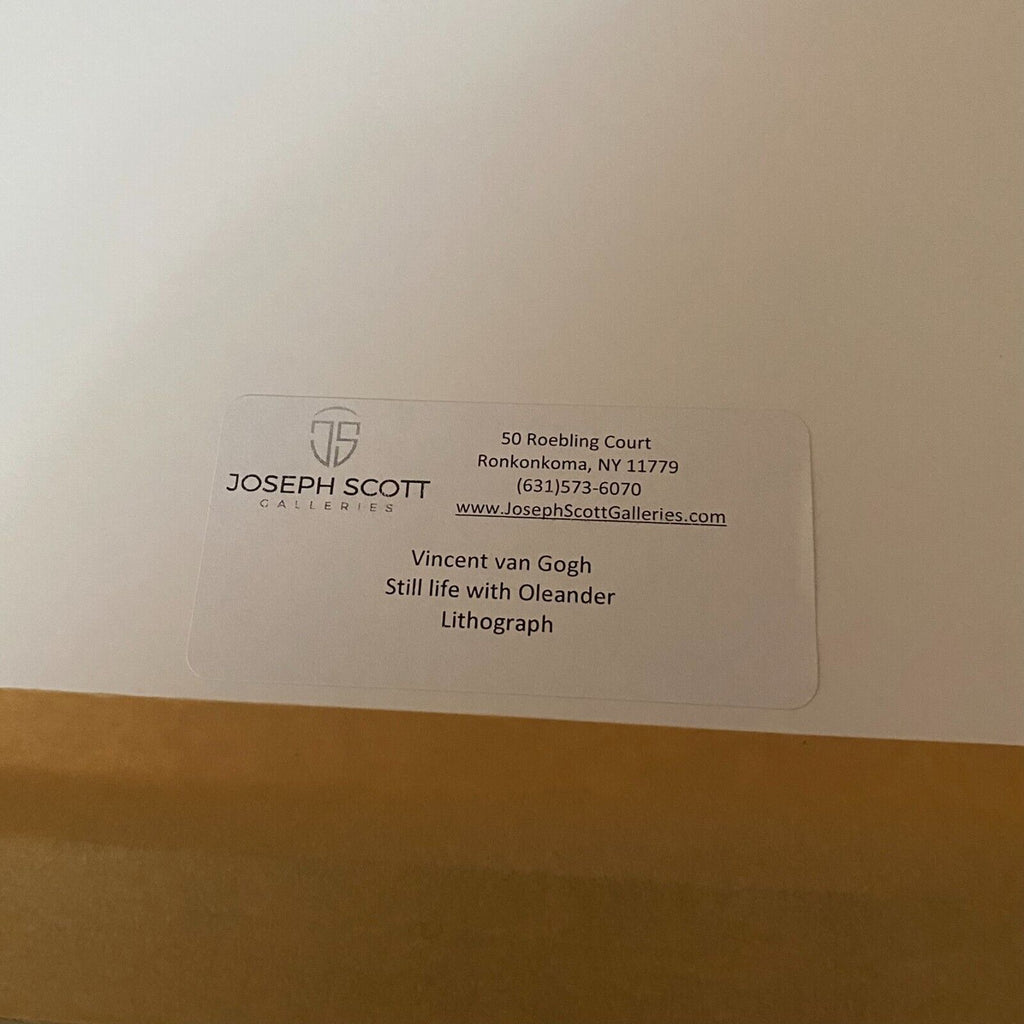 JS
JOSEPH SCOTT
GALLERIES
50 Roebling Court
Ronkonkoma, NY 11779
(631)573-6070
www.JosephScottGalleries.com
Vincent van Gogh
Still life with Oleander
Lithograph